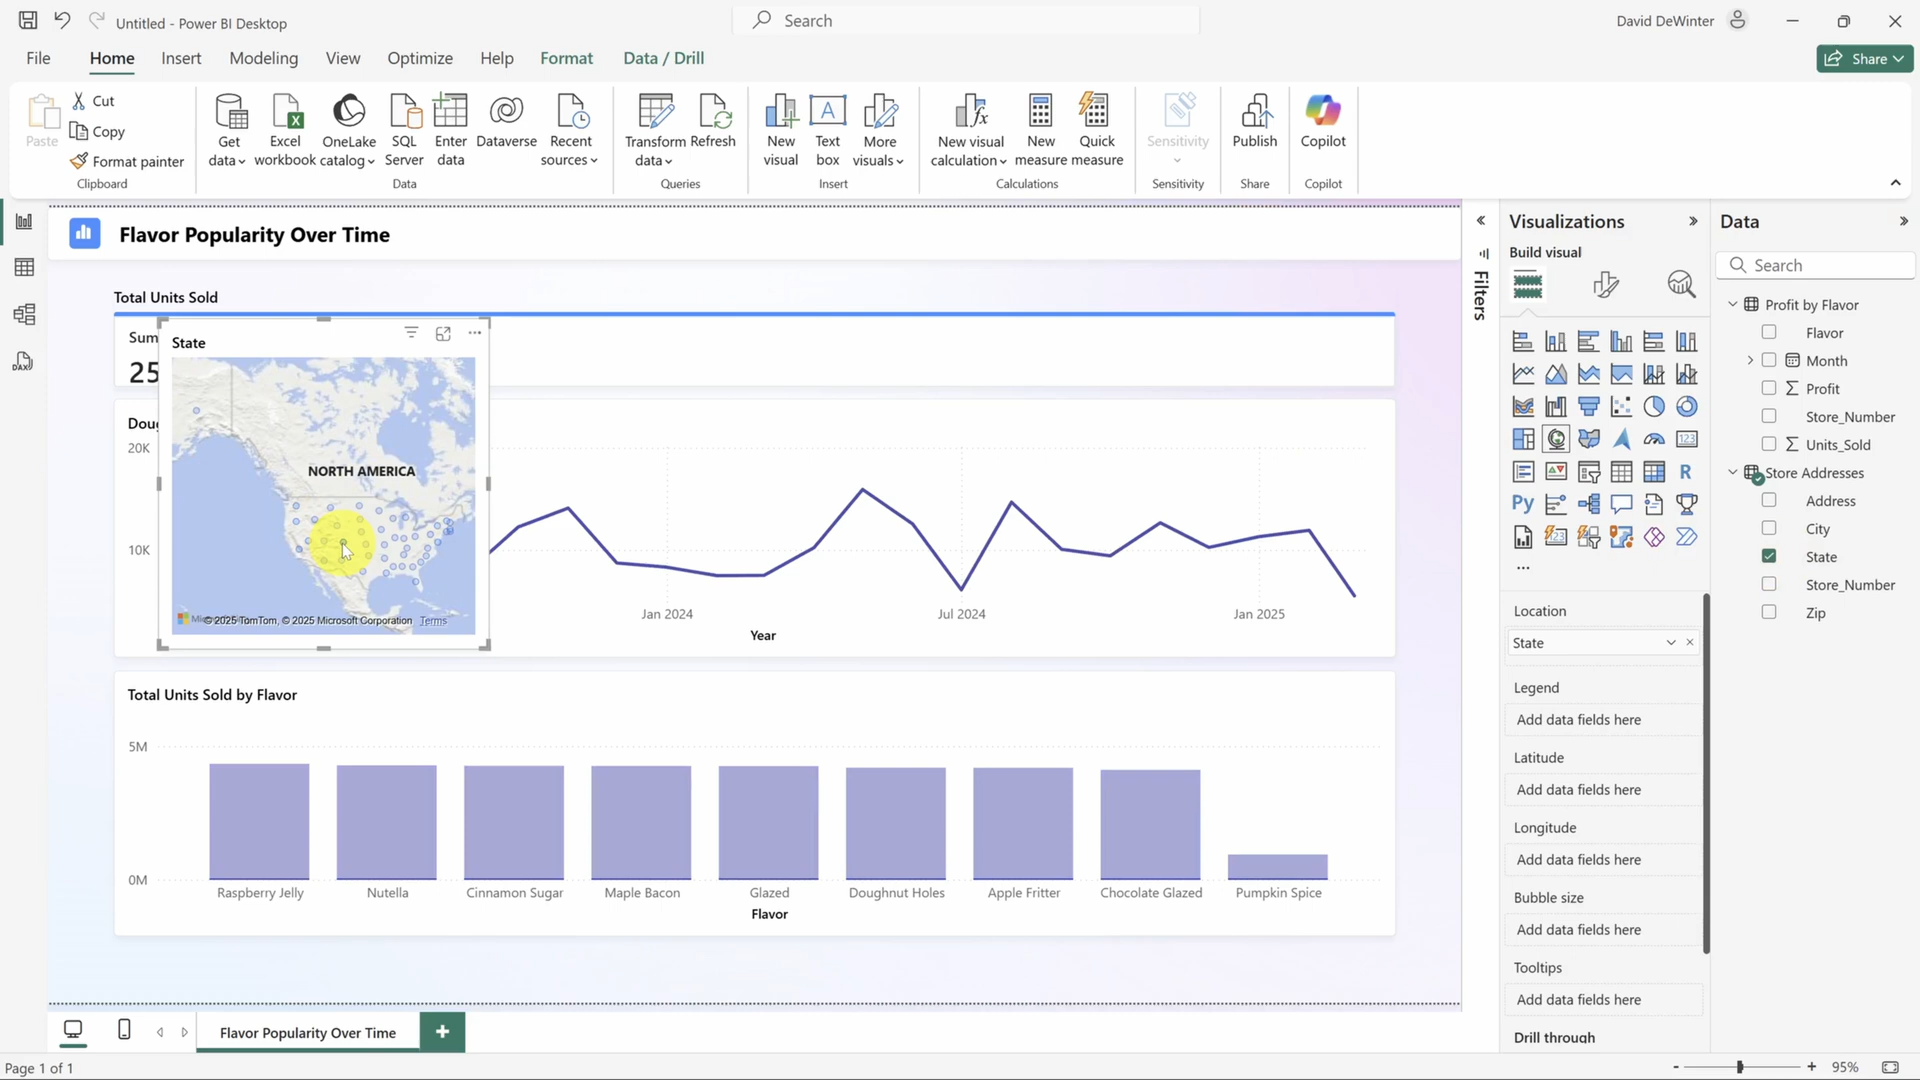 Untitled - Power BI Desktop
Search
David DeWinter
File
Home
Insert
Modeling
View
Optimize
Help
Format
Data / Drill
Share
Paste
Cut
Copy
Format painter
Clipboard
Get data
Excel workbook
OneLake catalog
SQL Server
Enter data
Dataverse
Recent sources
Data
Transform data
Refresh
Queries
New visual
Text box
More visuals
Insert
New visual calculation
New measure
Quick measure
Calculations
Sensitivity
Sensitivity
Publish
Share
Copilot
Copilot
DAX
Flavor Popularity Over Time
Total Units Sold
Sum
25
State
NORTH AMERICA
© 2025 TomTom, © 2025 Microsoft Corporation Terms
Doug
20K
10K
Jan 2024
Jul 2024
Jan 2025
Year
Total Units Sold by Flavor
5M
0M
Raspberry Jelly
Nutella
Cinnamon Sugar
Maple Bacon
Glazed
Doughnut Holes
Apple Fritter
Chocolate Glazed
Pumpkin Spice
Flavor
Filters
Visualizations
Build visual
123
R
Py
123
...
Location
State
Legend
Add data fields here
Latitude
Add data fields here
Longitude
Add data fields here
Bubble size
Add data fields here
Tooltips
Add data fields here
Drill through
Data
Search
Profit by Flavor
Flavor
Month
Profit
Store_Number
Units_Sold
Store Addresses
Address
City
State
Store_Number
Zip
Flavor Popularity Over Time
Page 1 of 1
- + 95%